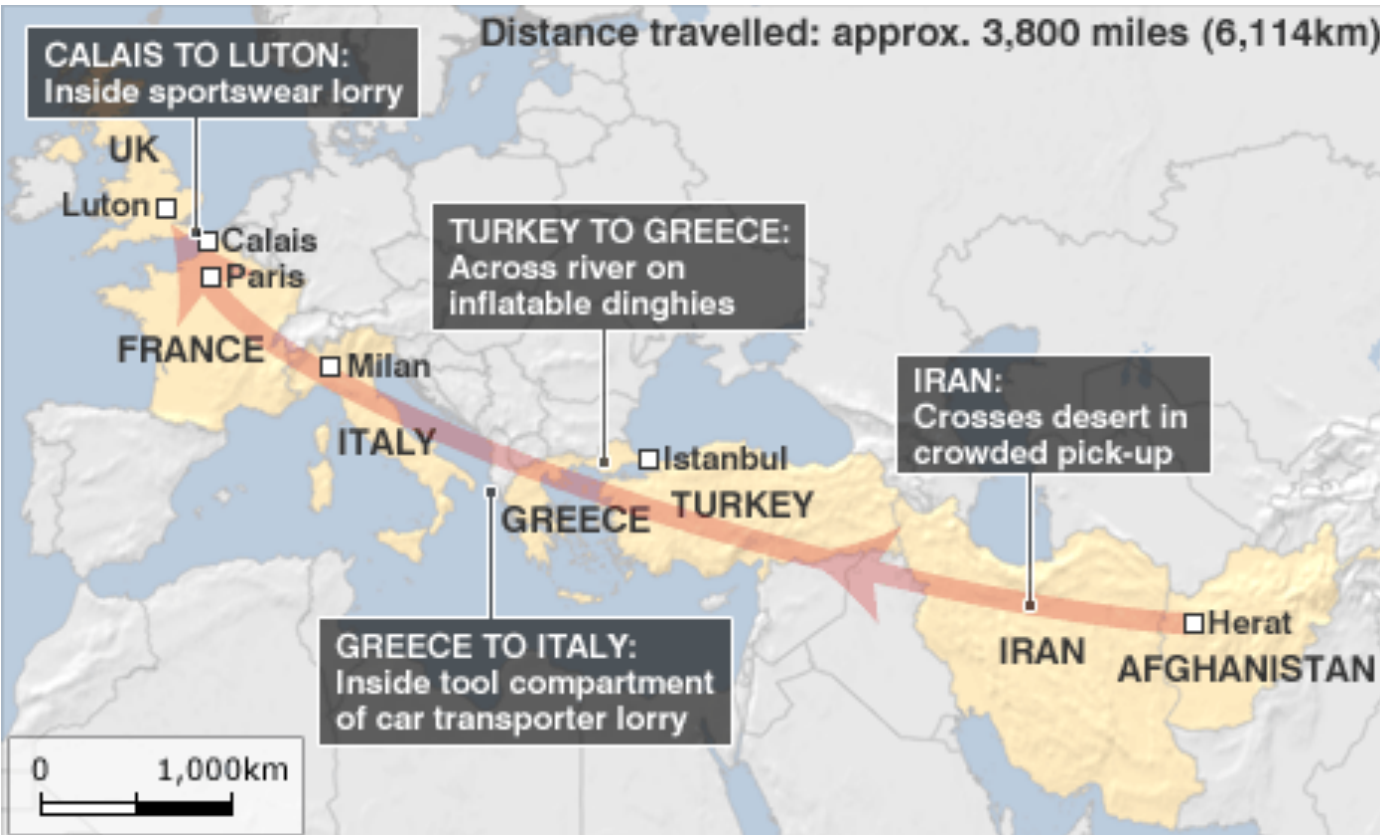 Distance travelled: approx. 3,800 miles (6,114km)
CALAIS TO LUTON:
Inside sportswear lorry
UK
Luton
Calais
Paris
FRANCE
Milan
ITALY
TURKEY TO GREECE:
Across river on
inflatable dinghies
Istanbul
GREECE
TURKEY
IRAN:
Crosses desert in
crowded pick-up
Herat
IRAN
AFGHANISTAN
GREECE TO ITALY:
Inside tool compartment
of car transporter lorry
0 1,000km